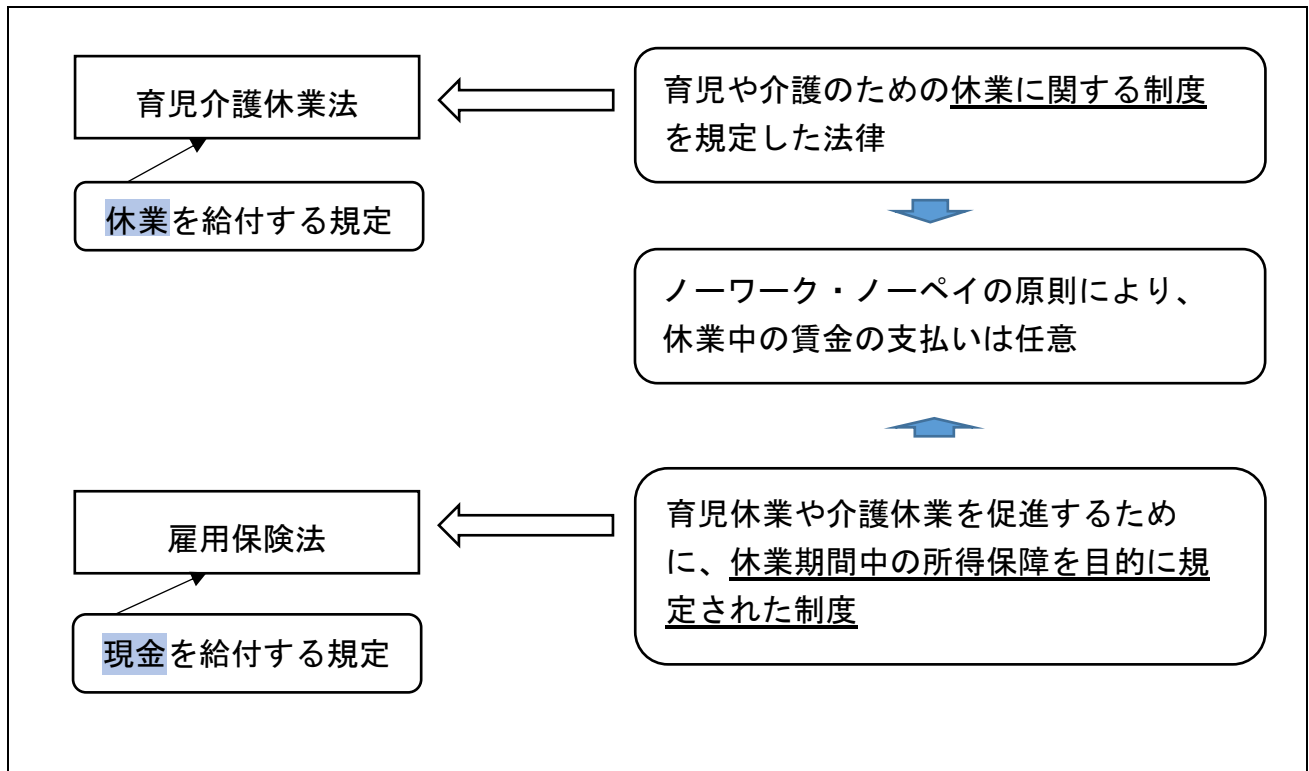 育児介護休業法
育児や介護のための休業に関する制度
を規定した法律
休業を給付する規定
ノーワーク・ノーペイの原則により、
休業中の賃金の支払いは任意
雇用保険法
育児休業や介護休業を促進するため
に、休業期間中の所得保障を目的に規
定された制度
現金を給付する規定